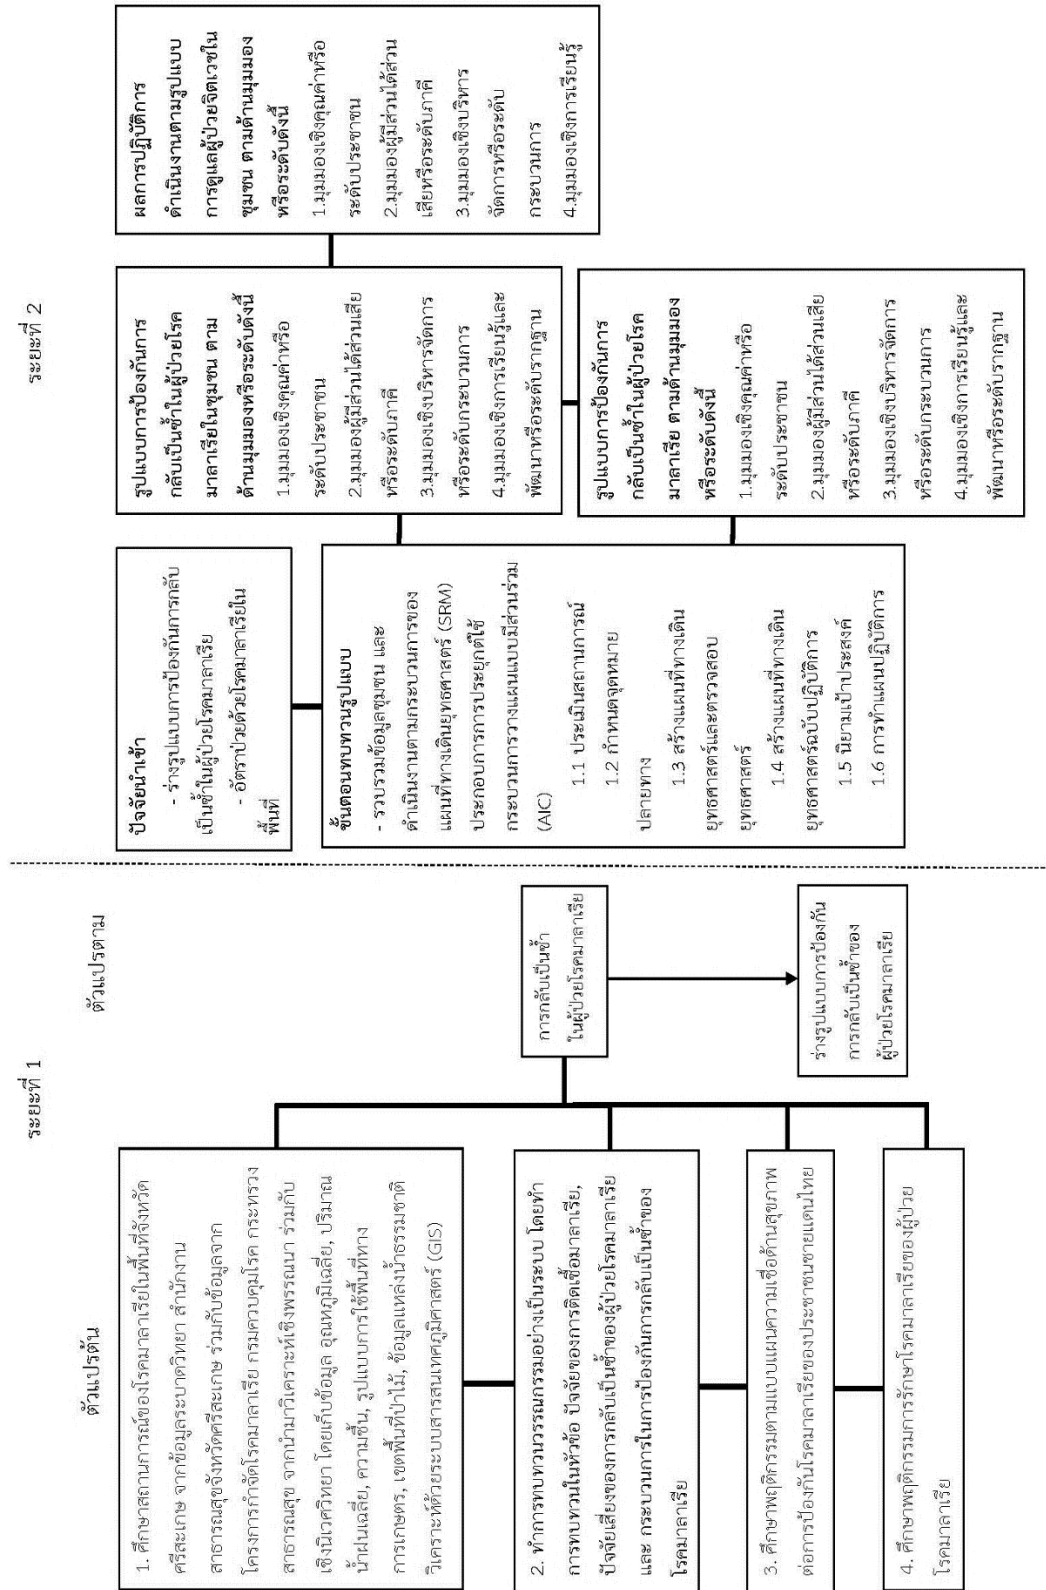 ระยะที่ 1
ตัวแปรต้น
ตัวแปรตาม
1. ศึกษาสถานการณ์ของโรคมาลาเรียในพื้นที่จังหวัด
ศรีสะเกษ จากข้อมูลระบาดวิทยา สำนักงาน
สาธารณสุขจังหวัดศรีสะเกษ ร่วมกับข้อมูลจาก
โครงการกำจัดโรคมาลาเรีย กรมควบคุมโรค กระทรวง
สาธารณสุข จากนำมาวิเคราะห์เชิงพรรณนา ร่วมกับ
เชิงนิเวศวิทยา โดยเก็บข้อมูล อุณหภูมิเฉลี่ย, ปริมาณ
น้ำฝนเฉลี่ย, ความชื้น, รูปแบบการใช้พื้นที่ทาง
การเกษตร, เขตพื้นที่ป่าไม้, ข้อมูลแหล่งน้ำธรรมชาติ
วิเคราะห์ด้วยระบบสารสนเทศภูมิศาสตร์ (GIS)
2. ทำการทบทวนวรรณกรรมอย่างเป็นระบบ โดยทำ
การทบทวนในหัวข้อ ปัจจัยของการติดเชื้อมาลาเรีย,
ปัจจัยเสี่ยงของการกลับเป็นซ้ำของผู้ป่วยโรคมาลาเรีย
และ กระบวนการในการป้องกันการกลับเป็นซ้ำของ
โรคมาลาเรีย
3. ศึกษาพฤติกรรมตามแบบแผนความเชื่อด้านสุขภาพ
ต่อการป้องกันโรคมาลาเรียของประชาชนชายแดนไทย
4. ศึกษาพฤติกรรมการรักษาโรคมาลาเรียของผู้ป่วย
โรคมาลาเรีย
การกลับเป็นซ้ำ
ในผู้ป่วยโรคมาลาเรีย
ร่างรูปแบบการป้องกัน
การกลับเป็นซ้ำของ
ผู้ป่วยโรคมาลาเรีย
ระยะที่ 2
ปัจจัยนำเข้า
- ร่างรูปแบบการป้องกันการกลับ
เป็นซ้ำในผู้ป่วยโรคมาลาเรีย
- อัตราป่วยด้วยโรคมาลาเรียใน
พื้นที่
ขั้นตอนทบทวนรูปแบบ
- รวบรวมข้อมูลชุมชน และ
ดำเนินงานตามกระบวนการของ
แผนที่ทางเดินยุทธศาสตร์ (SRM)
ประกอบการการประยุกต์ใช้
กระบวนการวางแผนแบบมีส่วนร่วม
(AIC)
1.1 ประเมินสถานการณ์
1.2 กำหนดจุดหมาย
ปลายทาง
1.3 สร้างแผนที่ทางเดิน
ยุทธศาสตร์และตรวจสอบ
ยุทธศาสตร์
1.4 สร้างแผนที่ทางเดิน
ยุทธศาสตร์ฉบับปฏิบัติการ
1.5 นิยามเป้าประสงค์
1.6 การทำแผนปฏิบัติการ
รูปแบบการป้องกันการ
กลับเป็นซ้ำในผู้ป่วยโรค
มาลาเรียในชุมชน ตาม
ด้านมุมมองหรือระดับดังนี้
1.มุมมองเชิงคุณค่าหรือ
ระดับประชาชน
2.มุมมองผู้มีส่วนได้ส่วนเสีย
หรือระดับภาคี
3.มุมมองเชิงบริหารจัดการ
หรือระดับกระบวนการ
4.มุมมองเชิงการเรียนรู้และ
พัฒนาหรือระดับรากฐาน
รูปแบบการป้องกันการ
กลับเป็นซ้ำในผู้ป่วยโรค
มาลาเรีย ตามด้านมุมมอง
หรือระดับดังนี้
1.มุมมองเชิงคุณค่าหรือ
ระดับประชาชน
2.มุมมองผู้มีส่วนได้ส่วนเสีย
หรือระดับภาคี
3.มุมมองเชิงบริหารจัดการ
หรือระดับกระบวนการ
4.มุมมองเชิงการเรียนรู้และ
พัฒนาหรือระดับรากฐาน
ผลการปฏิบัติการ
ดำเนินงานตามรูปแบบ
การดูแลผู้ป่วยจิตเวชใน
ชุมชน ตามด้านมุมมอง
หรือระดับดังนี้
1.มุมมองเชิงคุณค่าหรือ
ระดับประชาชน
2.มุมมองผู้มีส่วนได้ส่วน
เสียหรือระดับภาคี
3.มุมมองเชิงบริหาร
จัดการหรือระดับ
กระบวนการ
4.มุมมองเชิงการเรียนรู้